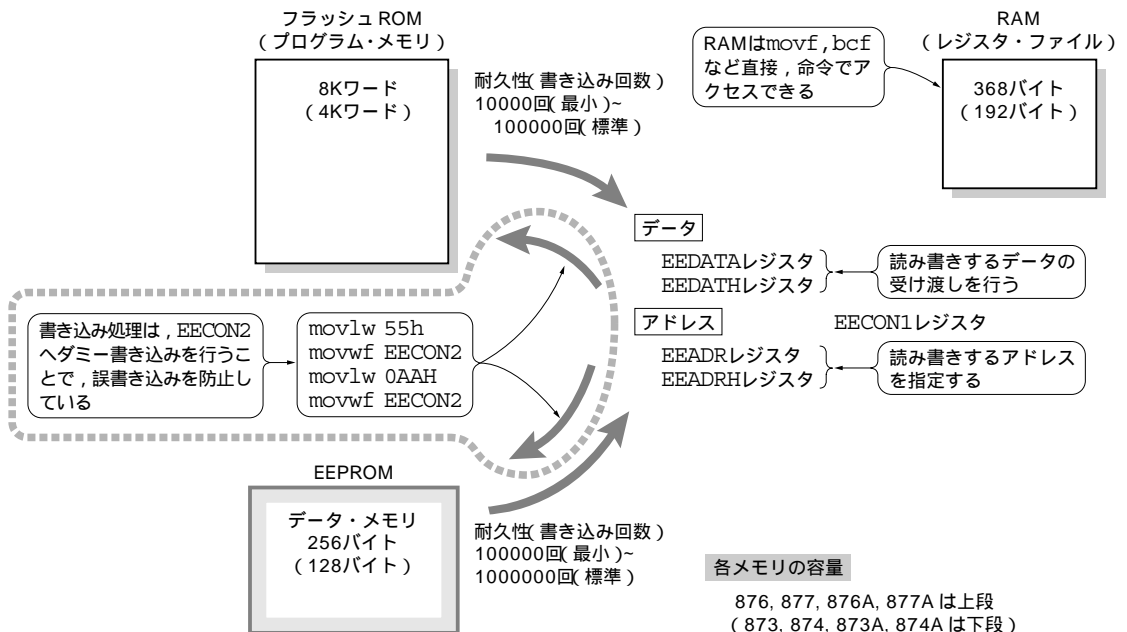 フラッシュROM
(プログラム・メモリ)
8Kワード
(4Kワード)
耐久性(書き込み回数)
10000回(最小)~
100000回(標準)
RAMはmovf,bcf
など直接,命令でア
クセスできる
RAM
(レジスタ・ファイル)
368バイト
(192バイト)
データ
EEDATAレジスタ
EEDATHレジスタ
読み書きするデータの
受け渡しを行う
アドレス
EECON1レジスタ
EEADRレジスタ
EEADRHレジスタ
読み書きするアドレス
を指定する
書き込み処理は,EECON2
へダミー書き込みを行うこ
とで,誤書き込みを防止し
ている
movlw 55h
movwf EECON2
movlw 0AAH
movwf EECON2
EEPROM
データ・メモリ
256バイト
(128バイト)
耐久性(書き込み回数)
100000回(最小)~
1000000回(標準)
各メモリの容量
876, 877, 876A, 877A は上段
(873, 874, 873A, 874A は下段)